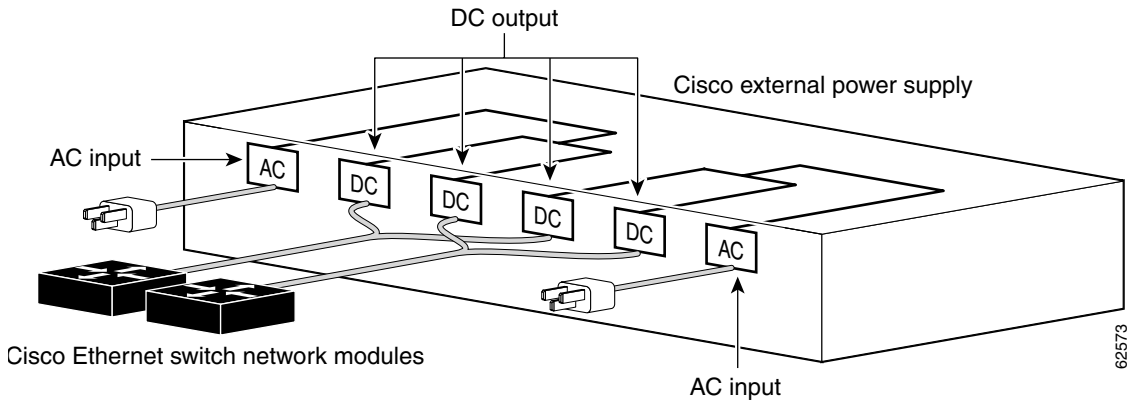 DC output
Cisco external power supply
AC input
AC
DC
DC
DC
DC
AC
Cisco Ethernet switch network modules
AC input
62573